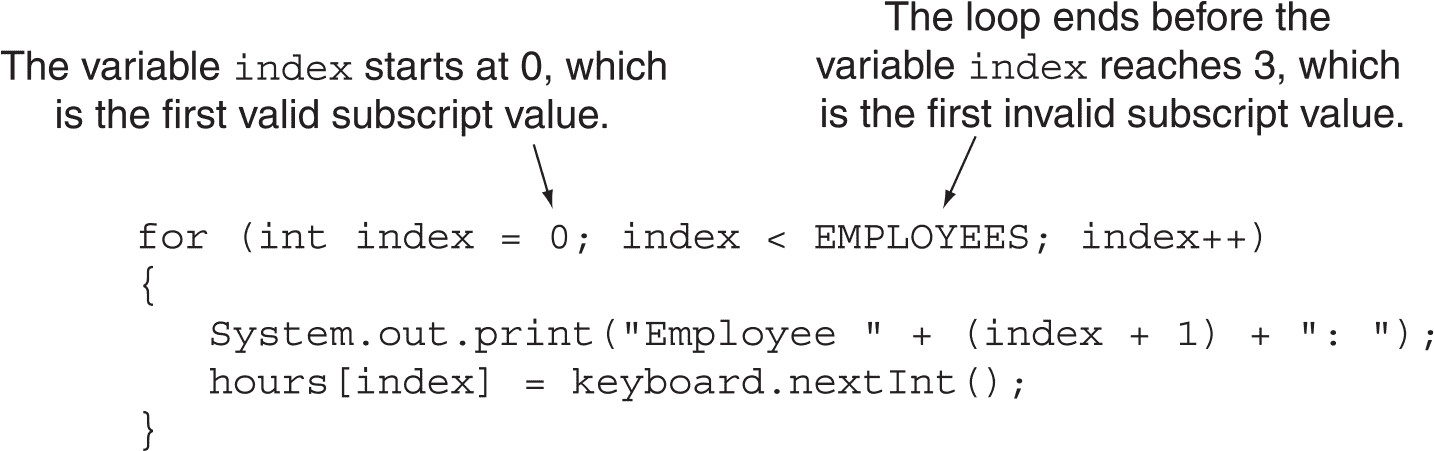 The variable index starts at 0, which
is the first valid subscript value.
The loop ends before the
variable index reaches 3, which
is the first invalid subscript value.
for (int index = 0; index < EMPLOYEES; index++)
{
   System.out.print("Employee " + (index + 1) + ": ");
   hours[index] = keyboard.nextInt();
}